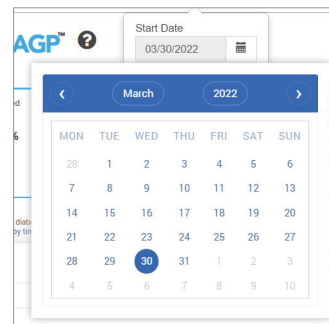 Start Date
AGP™ ?
03/30/2022
ed
‹ March 2022 ›
%
MON TUE WED THU FRI SAT SUN
28 1 2 3 4 5 6
7 8 9 10 11 12 13
14 15 16 17 18 19 20
diab
21 22 23 24 25 26 27
by tim
28 29 30 31 1 2 3
4 5 6 7 8 9 10